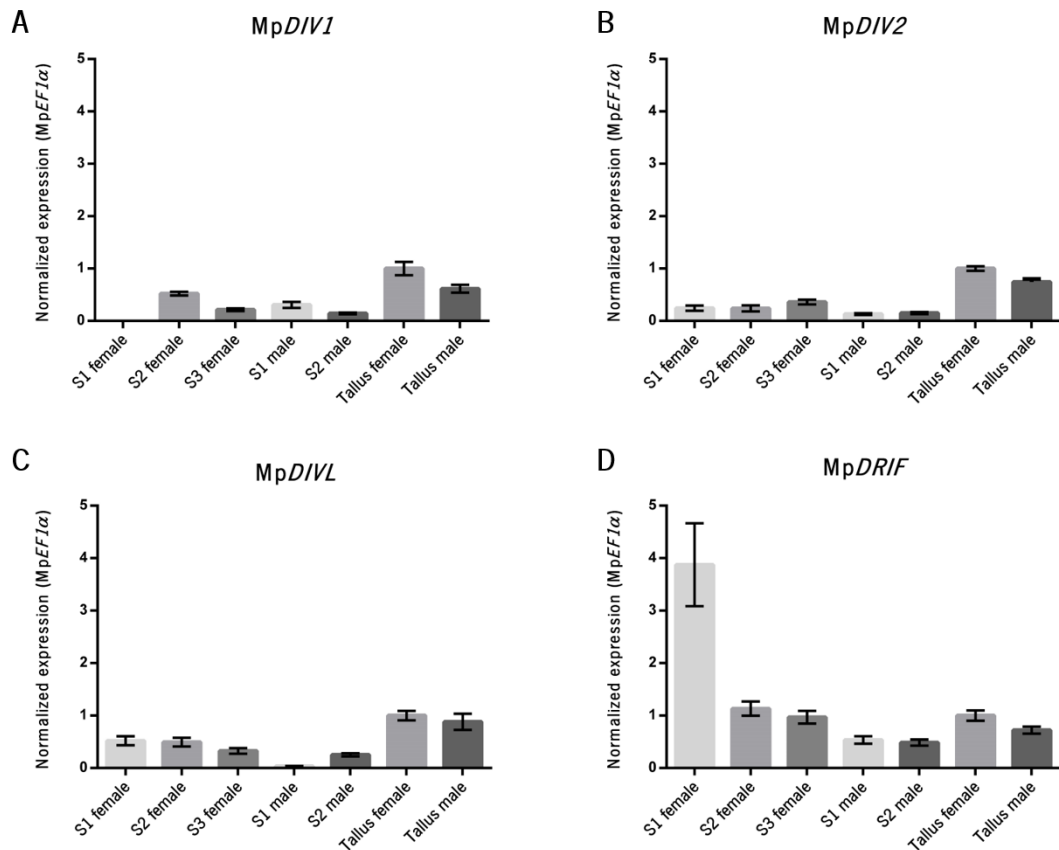 A
MpDIV1
Normalized expression (MpEF1α)
5
4
3
2
1
0
S1 female
S2 female
S3 female
S1 male
S2 male
Tallus female
Tallus male
B
MpDIV2
Normalized expression (MpEF1α)
5
4
3
2
1
0
S1 female
S2 female
S3 female
S1 male
S2 male
Tallus female
Tallus male
C
MpDIVL
Normalized expression (MpEF1α)
5
4
3
2
1
0
S1 female
S2 female
S3 female
S1 male
S2 male
Tallus female
Tallus male
D
MpDRIF
Normalized expression (MpEF1α)
5
4
3
2
1
0
S1 female
S2 female
S3 female
S1 male
S2 male
Tallus female
Tallus male